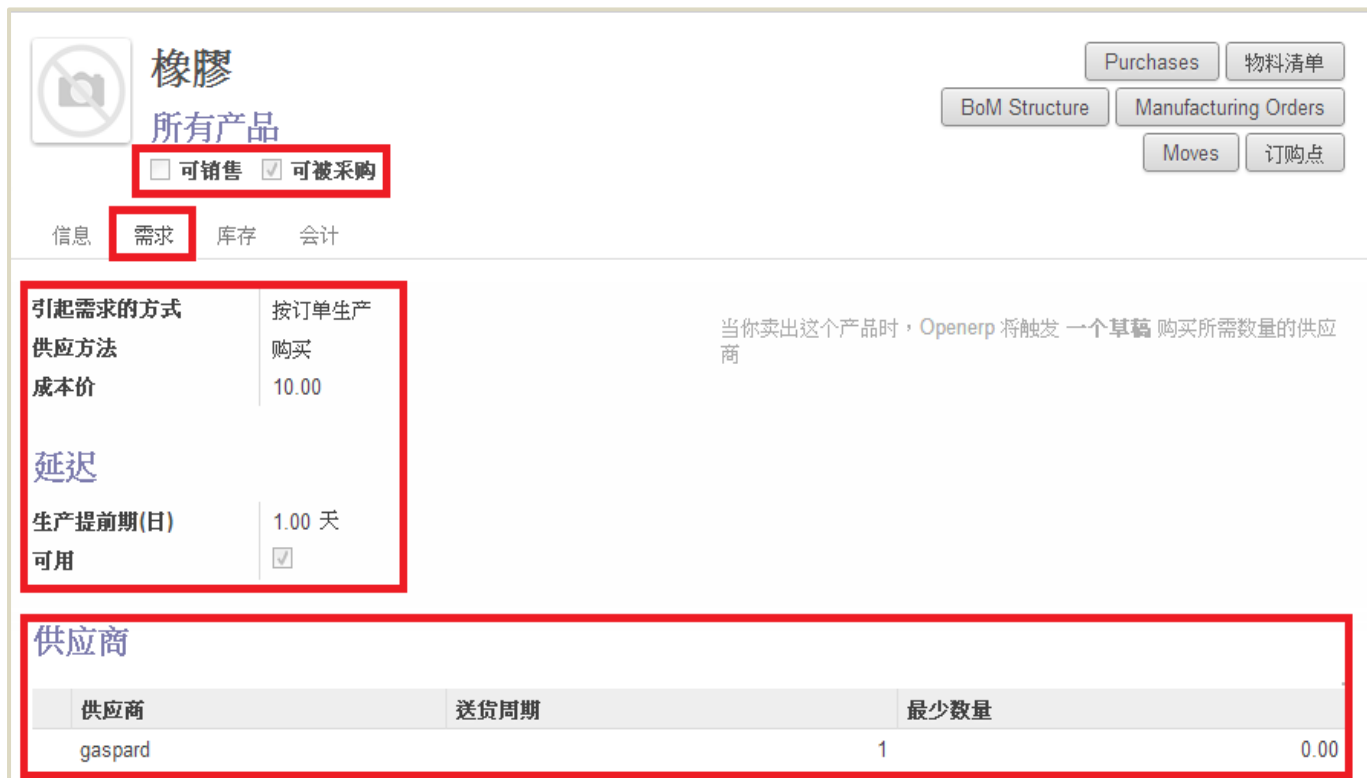 橡膠
所有产品
可销售 可被采购
Purchases 物料清单
BoM Structure Manufacturing Orders
Moves 订购点
信息 需求 库存 会计
引起需求的方式 按订单生产
供应方法 购买
成本价 10.00
当你卖出这个产品时，Openerp 将触发 一个草稿 购买所需数量的供应
商
延迟
生产提前期(日) 1.00 天
可用
供应商
供应商 送货周期 最少数量
gaspard 1 0.00